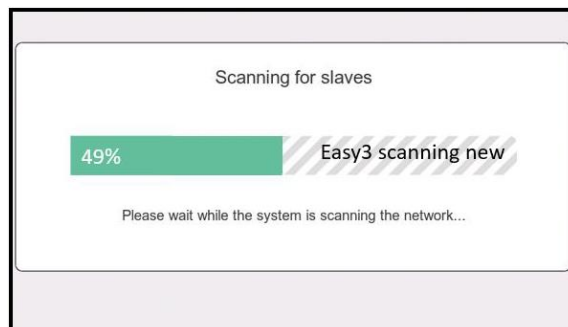 Scanning for slaves
49% Easy3 scanning new
Please wait while the system is scanning the network...